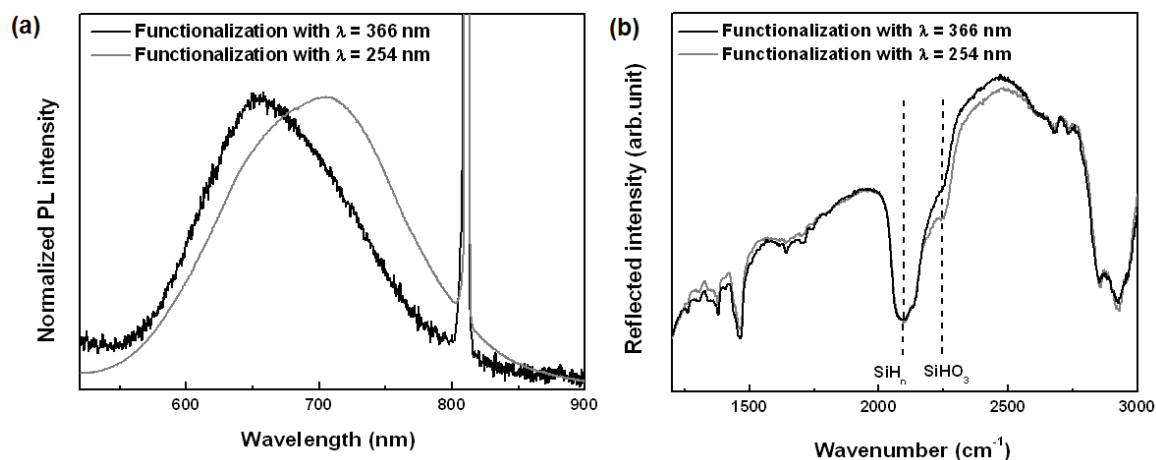 (a)
Functionalization with λ = 366 nm
Functionalization with λ = 254 nm
Normalized PL intensity
600
700
800
900
Wavelength (nm)
(b)
Functionalization with λ = 366 nm
Functionalization with λ = 254 nm
Reflected intensity (arb.unit)
SiHₙ
SiHO₃
1500
2000
2500
3000
Wavenumber (cm⁻¹)